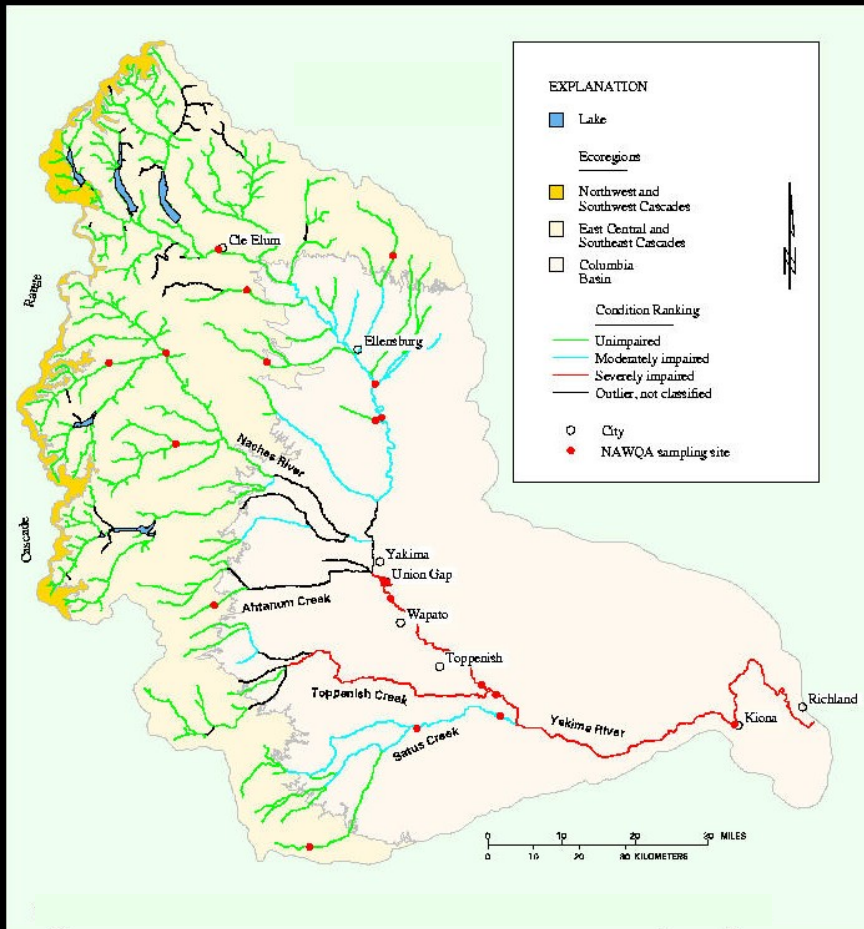 EXPLANATION
Lake
Ecoregions
Northwest and
Southwest Cascades
East Central and
Southeast Cascades
Columbia
Basin
Condition Ranking
Unimpaired
Moderately impaired
Severely impaired
Outlier, not classified
City
NAWQA sampling site
Cle Elum
Range
Ellensburg
Naches River
Cascade
Yakima
Union Gap
Ahtanum Creek
Wapato
Toppenish
Toppenish Creek
Richland
Kiona
Yakima River
Satus Creek
0 10 20 30 MILES
0 10 20 30 KILOMETERS